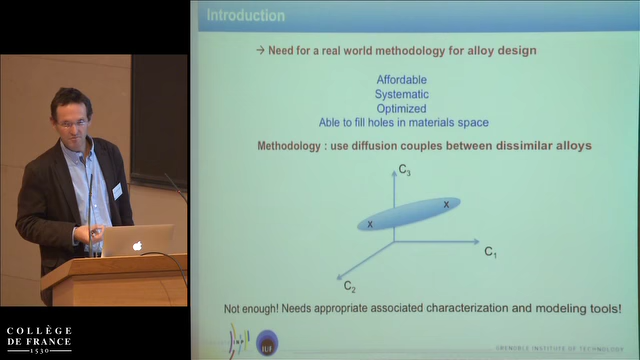 Introduction
→ Need for a real world methodology for alloy design
Affordable
Systematic
Optimized
Able to fill holes in materials space
Methodology : use diffusion couples between dissimilar alloys
C3
x
x
C1
C2
Not enough! Needs appropriate associated characterization and modeling tools!
GRENOBLE INSTITUTE OF TECHNOLOGY
COLLÈGE
DE FRANCE
1530